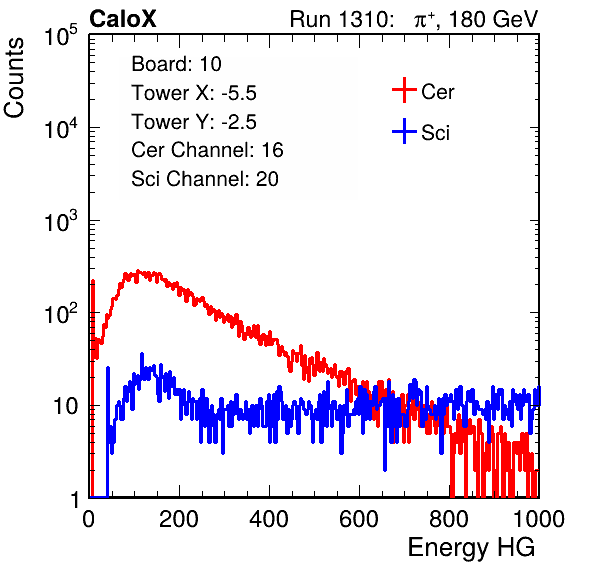 CaloX Run 1310: π⁺, 180 GeV
Counts
10⁵
10⁴
10³
10²
10
1
Board: 10
Tower X: -5.5
Tower Y: -2.5
Cer Channel: 16
Sci Channel: 20
Cer
Sci
0 200 400 600 800 1000
Energy HG